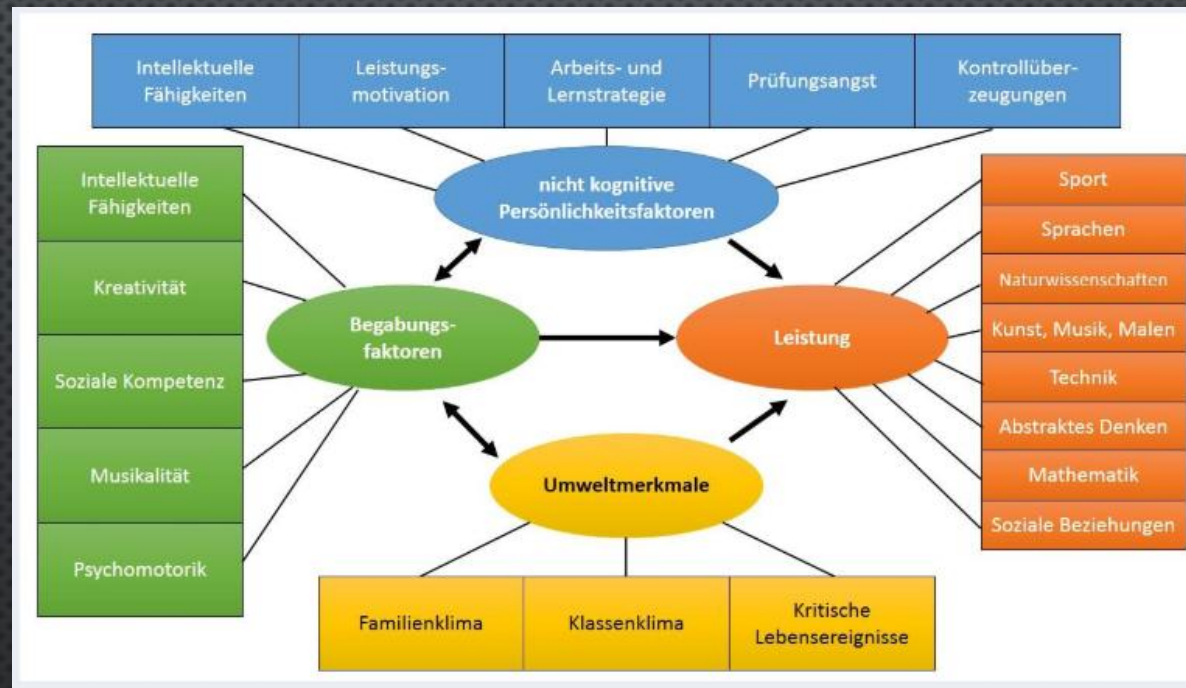 Intellektuelle
Fähigkeiten
Leistungs-
motivation
Arbeits- und
Lernstrategie
Prüfungsangst
Kontrollüber-
zeugungen
nicht kognitive
Persönlichkeitsfaktoren
Intellektuelle
Fähigkeiten
Kreativität
Soziale Kompetenz
Musikalität
Psychomotorik
Begabungs-
faktoren
Leistung
Sport
Sprachen
Naturwissenschaften
Kunst, Musik, Malen
Technik
Abstraktes Denken
Mathematik
Soziale Beziehungen
Umweltmerkmale
Familienklima
Klassenklima
Kritische
Lebensereignisse